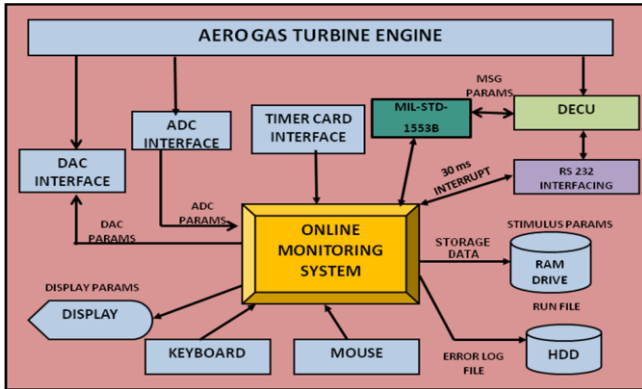 AERO GAS TURBINE ENGINE
MSG
PARAMS
MIL-STD-
1553B
DECU
ADC
INTERFACE
TIMER CARD
INTERFACE
DAC
INTERFACE
30 ms
INTERRUPT
RS 232
INTERFACING
ADC
PARAMS
DAC
PARAMS
ONLINE
MONITORING
SYSTEM
STIMULUS PARAMS
STORAGE
DATA
RAM
DRIVE
DISPLAY PARAMS
DISPLAY
RUN FILE
KEYBOARD
MOUSE
ERROR LOG
FILE
HDD